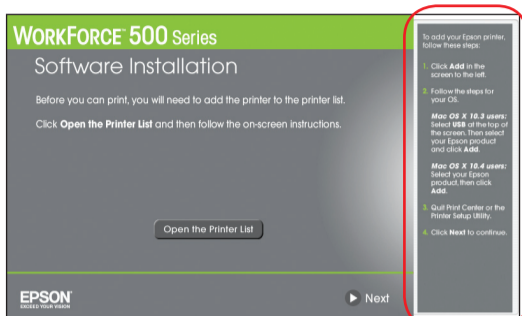 WORKFORCE™ 500 Series
Software Installation
Before you can print, you will need to add the printer to the printer list.
Click Open the Printer List and then follow the on-screen instructions.
Open the Printer List
EPSON®
EXCEED YOUR VISION
Next
To add your Epson printer,
follow these steps:
1. Click Add in the
screen to the left.
2. Follow the steps for
your OS.
Mac OS X 10.3 users:
Select USB at the top of
the screen. Then select
your Epson product
and click Add.
Mac OS X 10.4 users:
Select your Epson
product, then click
Add.
3. Quit Print Center or the
Printer Setup Utility.
4. Click Next to continue.